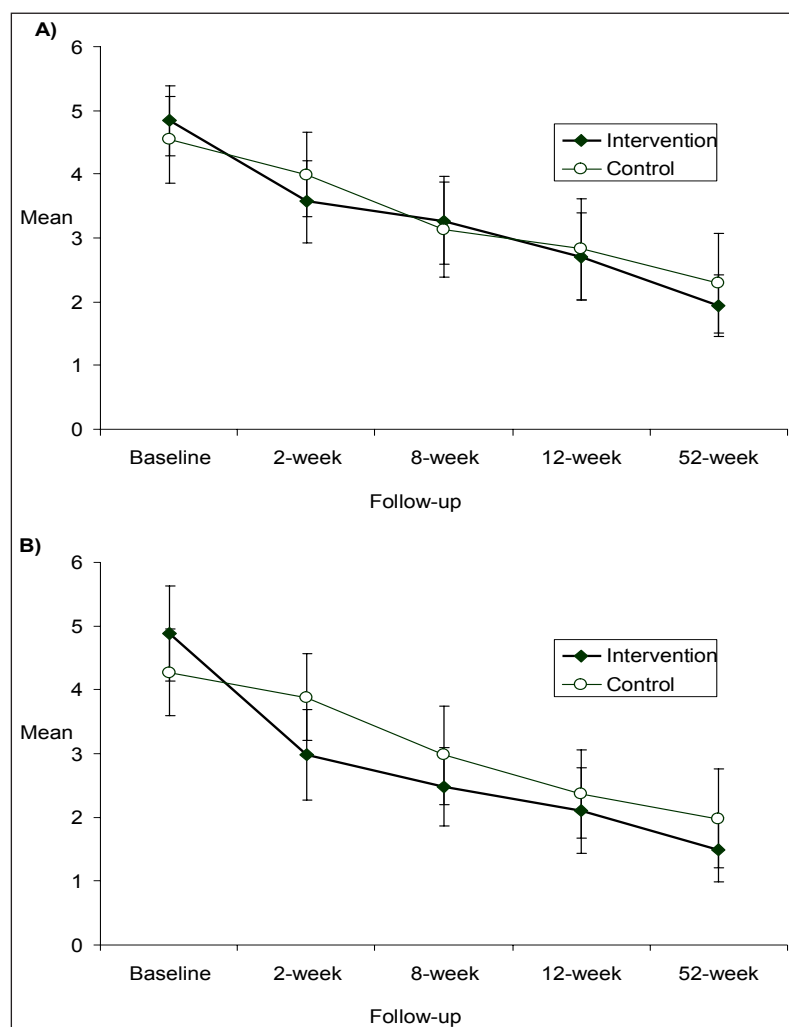 A)
6
5
4
3
2
1
0
Mean
Intervention
Control
Baseline 2-week 8-week 12-week 52-week
Follow-up
B)
6
5
4
3
2
1
0
Mean
Intervention
Control
Baseline 2-week 8-week 12-week 52-week
Follow-up